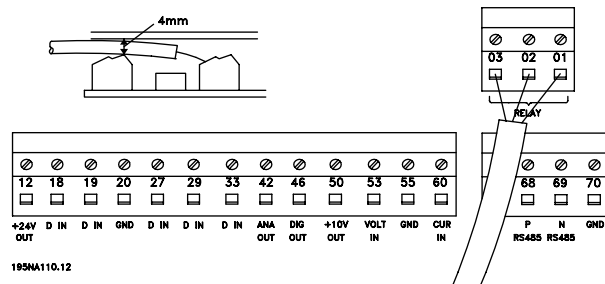 4mm
03 02 01
RELAY
12 18 19 20 27 29 33 42 46 50 53 55 60 68 69 70
+24V OUT D IN D IN GND D IN D IN D IN ANA OUT DIG OUT +10V OUT VOLT IN GND CUR IN P RS485 N RS485 GND
195NA110.12